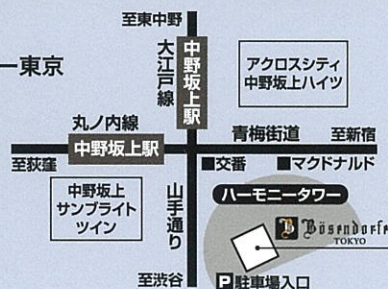 至東中野
大江戸線
中野坂上駅
アクロスシティ
中野坂上ハイツ
東京
丸ノ内線
青梅街道
至荻窪
中野坂上駅
至新宿
■交番
■マクドナルド
中野坂上
サンブライト
ツイン
山手通り
ハーモニータワー
B Bösendorfe
TOKYO
至渋谷
P駐車場入口